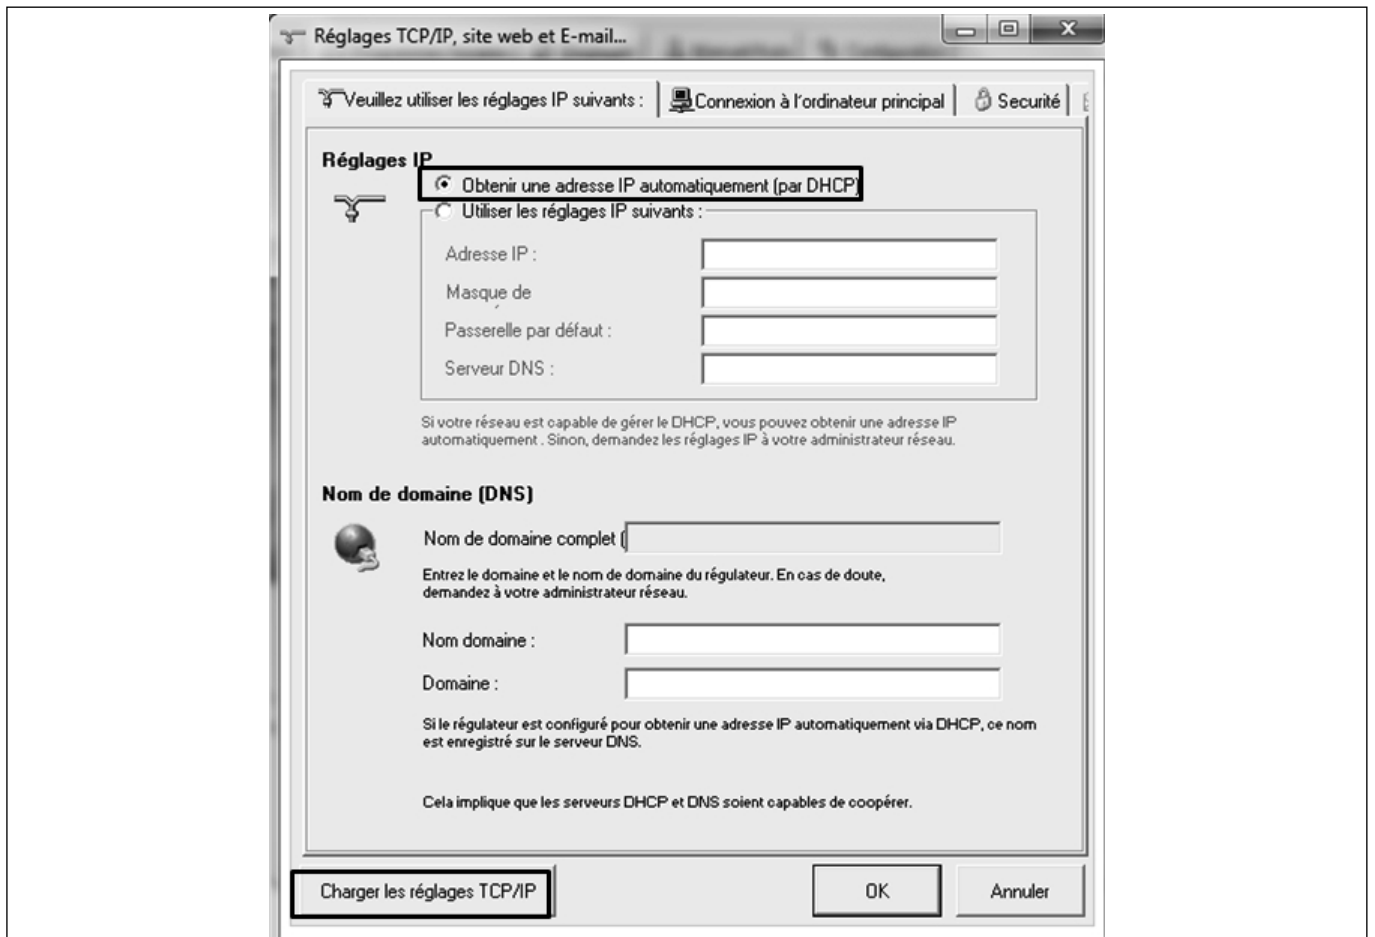 Réglages TCP/IP, site web et E-mail...
Veuillez utiliser les réglages IP suivants :
Connexion à l'ordinateur principal
Securité
Réglages IP
Obtenir une adresse IP automatiquement (par DHCP)
Utiliser les réglages IP suivants :
Adresse IP :
Masque de
Passerelle par défaut :
Serveur DNS :
Si votre réseau est capable de gérer le DHCP, vous pouvez obtenir une adresse IP
automatiquement . Sinon, demandez les réglages IP à votre administrateur réseau.
Nom de domaine (DNS)
Nom de domaine complet (
Entrez le domaine et le nom de domaine du régulateur. En cas de doute,
demandez à votre administrateur réseau.
Nom domaine :
Domaine :
Si le régulateur est configuré pour obtenir une adresse IP automatiquement via DHCP, ce nom
est enregistré sur le serveur DNS.
Cela implique que les serveurs DHCP et DNS soient capables de coopérer.
Charger les réglages TCP/IP
OK
Annuler